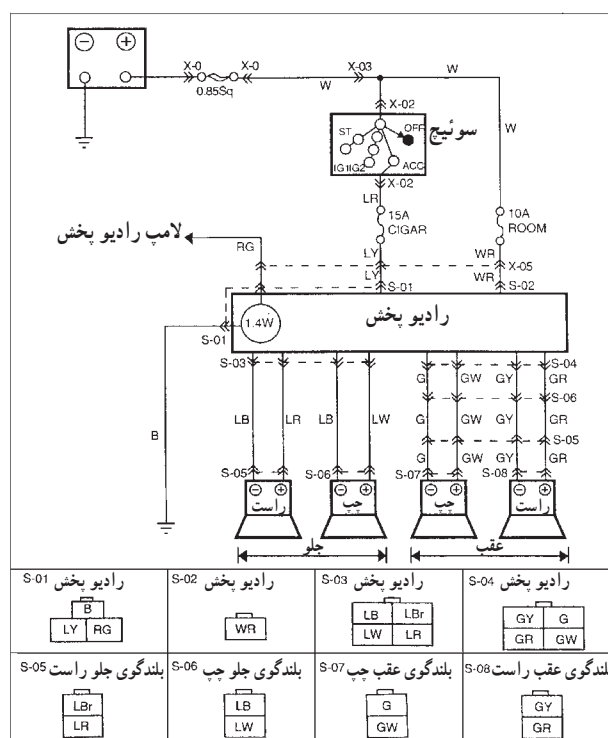 X-0 X-0 X-03 W
0.85Sq W
X-02
سوئیچ
ST OFF
IG1 IG2 ACC
W
X-02
LR
15A
CIGAR
10A
ROOM
لامپ رادیو پخش
RG
LY WR
X-05
LY WR
S-01 S-02
رادیو پخش
1.4W
S-01
S-03 S-04
G GW GY GR
S-06
LB LR LB LW G GW GY GR
B
S-05
G GW GY GR
S-05 S-06 S-07 S-08
راست چپ چپ راست
جلو عقب
S-01 رادیو پخش
B
LY RG
S-02 رادیو پخش
WR
S-03 رادیو پخش
LB LBr
LW LR
S-04 رادیو پخش
GY G
GR GW
S-05 بلندگوی جلو راست
LBr
LR
S-06 بلندگوی جلو چپ
LB
LW
S-07 بلندگوی عقب چپ
G
GW
S-08 بلندگوی عقب راست
GY
GR